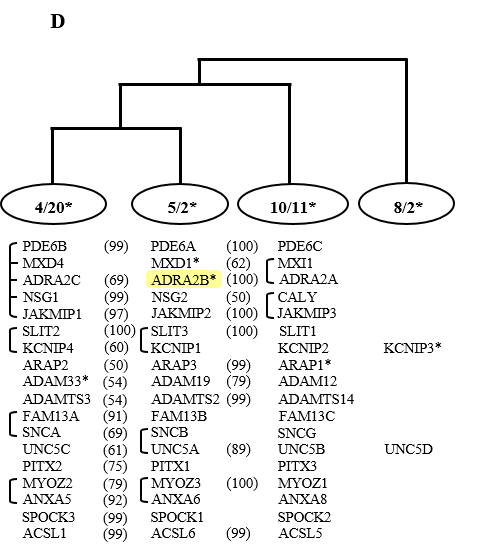 D
4/20* 5/2* 10/11* 8/2*
PDE6B (99) PDE6A (100) PDE6C
MXD4 MXD1* (62) MXI1
ADRA2C (69) ADRA2B* (100) ADRA2A
NSG1 (99) NSG2 (50) CALY
JAKMIP1 (97) JAKMIP2 (100) JAKMIP3
SLIT2 (100) SLIT3 (100) SLIT1
KCNIP4 (60) KCNIP1 KCNIP2 KCNIP3*
ARAP2 (50) ARAP3 (99) ARAP1*
ADAM33* (54) ADAM19 (79) ADAM12
ADAMTS3 (54) ADAMTS2 (99) ADAMTS14
FAM13A (91) FAM13B FAM13C
SNCA (69) SNCB SNCG
UNC5C (61) UNC5A (89) UNC5B UNC5D
PITX2 (75) PITX1 PITX3
MYOZ2 (79) MYOZ3 (100) MYOZ1
ANXA5 (92) ANXA6 ANXA8
SPOCK3 (99) SPOCK1 SPOCK2
ACSL1 (99) ACSL6 (99) ACSL5